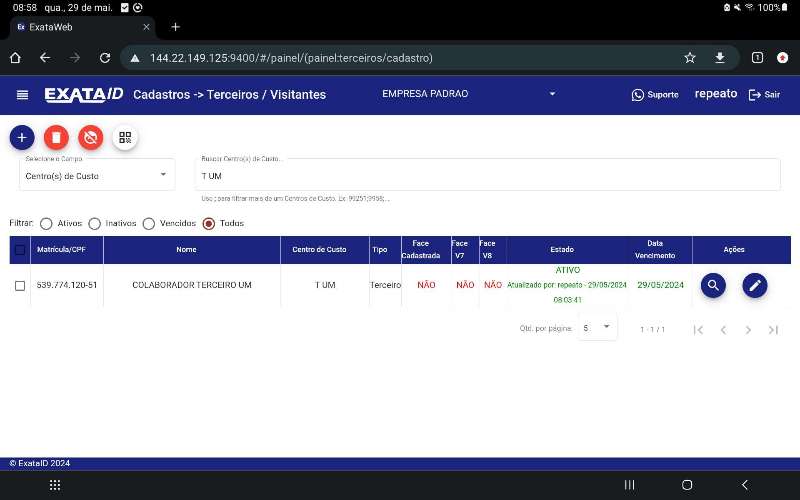 08:58 qua., 29 de mai.
100%
Ex ExataWeb
144.22.149.125:9400/#/painel/(painel:terceiros/cadastro)
1
EXATAID Cadastros -> Terceiros / Visitantes EMPRESA PADRAO Suporte repeato Sair
Selecione o Campo
Centro(s) de Custo
Buscar Centro(s) de Custo...
T UM
Use ; para filtrar mais de um Centros de Custo. Ex: 99251;9958;...
Filtrar: Ativos Inativos Vencidos Todos
Matrícula/CPF Nome Centro de Custo Tipo Face Cadastrada Face V7 Face V8 Estado Data Vencimento Ações
539.774.120-51 COLABORADOR TERCEIRO UM T UM Terceiro NÃO NÃO NÃO ATIVO
Atualizado por: repeato - 29/05/2024
08:03:41
29/05/2024
Qtd. por página: 5 1 - 1 / 1
© ExataID 2024